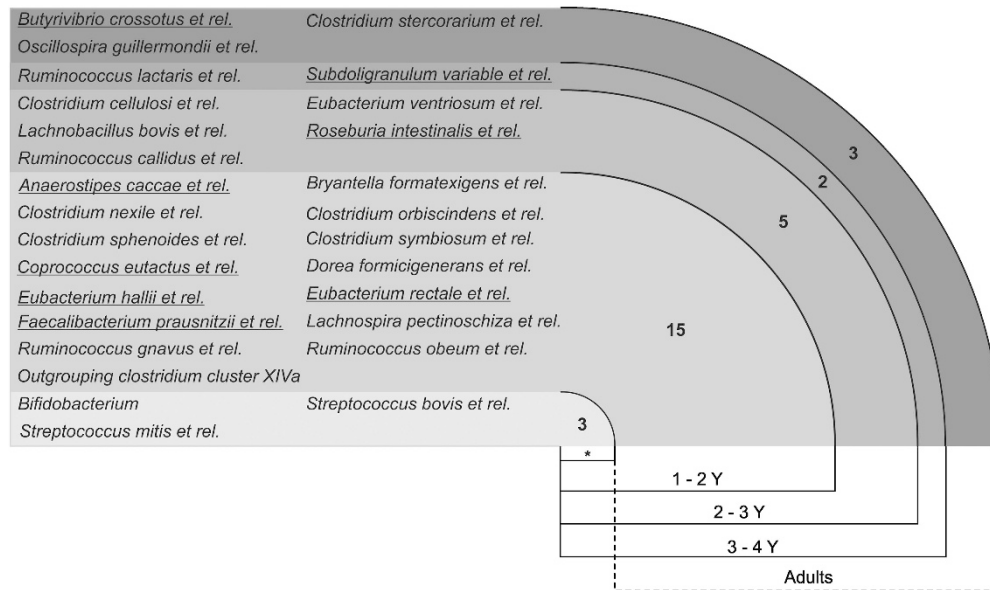 Butyrivibrio crossotus et rel. Clostridium stercorarium et rel.
Oscillospira guillermondii et rel.
Ruminococcus lactaris et rel. Subdoligranulum variable et rel.
Clostridium cellulosi et rel. Eubacterium ventriosum et rel.
Lachnobacillus bovis et rel. Roseburia intestinalis et rel.
Ruminococcus callidus et rel.
Anaerostipes caccae et rel. Bryantella formatexigens et rel.
Clostridium nexile et rel. Clostridium orbiscindens et rel.
Clostridium sphenoides et rel. Clostridium symbiosum et rel.
Coprococcus eutactus et rel. Dorea formicigenerans et rel.
Eubacterium hallii et rel. Eubacterium rectale et rel.
Faecalibacterium prausnitzii et rel. Lachnospira pectinoschiza et rel.
Ruminococcus gnavus et rel. Ruminococcus obeum et rel.
Outgrouping clostridium cluster XIVa
Bifidobacterium Streptococcus bovis et rel.
Streptococcus mitis et rel.
3
2
5
15
3
*
1 - 2 Y
2 - 3 Y
3 - 4 Y
Adults